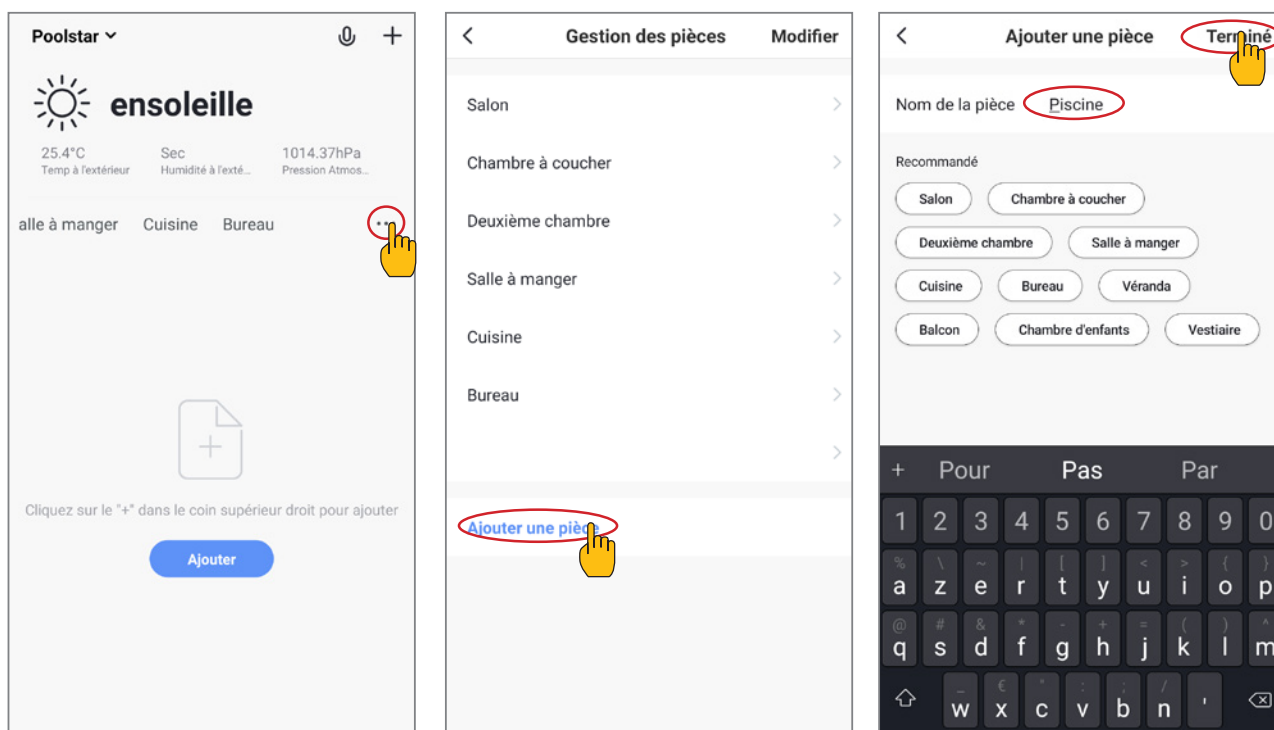 Poolstar
ensoleille
25.4°C Sec 1014.37hPa
Temp à l'extérieur Humidité à l'exté... Pression Atmos...
alle à manger Cuisine Bureau ...
Cliquez sur le "+" dans le coin supérieur droit pour ajouter
Ajouter
Gestion des pièces Modifier
Salon
Chambre à coucher
Deuxième chambre
Salle à manger
Cuisine
Bureau
Ajouter une pièce
Ajouter une pièce Terminé
Nom de la pièce Piscine
Recommandé
Salon Chambre à coucher
Deuxième chambre Salle à manger
Cuisine Bureau Véranda
Balcon Chambre d'enfants Vestiaire
+ Pour Pas Par
1 2 3 4 5 6 7 8 9 0
% \ ~ | [ ] < > { }
a z e r t y u i o p
@ # & * - + = ( ) ^
q s d f g h j k l m
_ € " : ; /
w x c v b n '